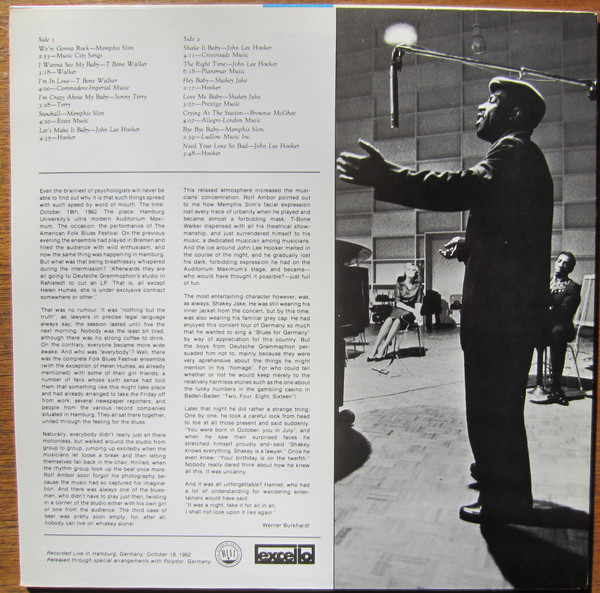 Side 1
We're Gonna Rock—Memphis Slim
2:53—Music City Songs
I Wanna See My Baby—T Bone Walker
3:18—Walker
I'm In Love—T Bone Walker
4:00—Commodore-Imperial Music
I'm Crazy About My Baby—Sonny Terry
3:28—Terry
Stewball—Memphis Slim
4:20—Essex Music
Let's Make It Baby—John Lee Hooker
4:35—Hooker
Side 2
Shake It Baby—John Lee Hooker
4:11—Crossroads Music
The Right Time—John Lee Hooker
6:18—Planemar Music
Hey Baby—Shakey Jake
2:17—Hooker
Love Me Baby—Shakey Jake
3:07—Prestige Music
Crying At The Station—Brownie McGhee
4:07—Allegro-London Music
Bye Bye Baby—Memphis Slim
2:39—Ludlow Music Inc.
Need Your Love So Bad—John Lee Hooker
3:48—Hooker
Even the brainiest of psychologists will never be
able to find out why it is that such things spread
with such speed by word of mouth. The time:
October 18th, 1962. The place: Hamburg
University's ultra modern Auditorium Maxi-
mum. The occasion: the performance of The
American Folk Blues Festival. On the previous
evening the ensemble had played in Bremen and
filled the audience with wild enthusiasm, and
now the same thing was happening in Hamburg.
But what was that being breathlessly whispered
during the intermission? "Afterwards they are
all going to Deutsche Grammophon's studio in
Rahlstedt to cut an LP. That is, all except
Helen Humes, she is under exclusive contract
somewhere or other."
That was no rumour. It was "nothing but the
truth", as lawyers in precise legal language
always say; the session lasted until five the
next morning. Nobody was the least bit tired,
although there was no strong coffee to drink.
On the contrary, everyone became more wide
awake. And who was "everybody"? Well, there
was the complete Folk Blues Festival ensemble
(with the exception of Helen Humes, as already
mentioned) with some of their girl friends; a
number of fans whose sixth sense had told
them that something like this might take place
and had already arranged to take the Friday off
from work; several newspaper reporters, and
people from the various record companies
situated in Hamburg. They all sat there together,
united through the feeling for the blues.
Naturally, everybody didn't really just sit there
motionless, but walked around the studio from
group to group, jumping up excitedly when the
musicians let loose a break and then letting
themselves fall back in the chair, thrilled, when
the rhythm group took up the beat once more.
Rolf Ambor soon forgot his photography be-
cause the music had so captured his imagina-
tion. And there was always one of the blues-
men, who didn't have to play just then, twisting
in a corner of the studio either with his own girl
or one from the audience. The third case of
beer was pretty soon empty; for, after all,
nobody can live on whiskey alone!
This relaxed atmosphere increased the musi-
cians' concentration. Rolf Ambor pointed out
to me how Memphis Slim's facial expression
lost every trace of urbanity when he played and
became almost a forbidding mask. T-Bone
Walker dispensed with all his theatrical show-
manship, and just surrendered himself to his
music, a dedicated musician among musicians.
And the ice around John Lee Hooker melted in
the course of the night, and he gradually lost
his dark, forbidding expression he had on the
Auditorium Maximum's stage, and became—
who would have thought it possible?—just full
of fun.
The most entertaining character however, was,
as always, Shakey Jake. He was still wearing his
inner jacket from the concert, but by this time,
was also wearing his familiar grey cap. He had
enjoyed this concert tour of Germany so much
that he wanted to sing a "Blues for Germany"
by way of appreciation for this country. But
the boys from Deutsche Grammophon per-
suaded him not to, mainly because they were
very aprehensive about the things he might
mention in his "homage". For who could tell
whether or not he would keep merely to the
relatively harmless stories such as the one about
the lucky numbers in the gambling casino in
Baden-Baden "Two, Four, Eight, Sixteen"!
Later that night he did rather a strange thing:
One by one, he took a careful look from head
to toe at all those present and said suddenly:
"You were born in October, you in July", and
when he saw their surprised faces he
stretched himself proudly and said: "Shakey
knows everything. Shakey is a lawyer." Once he
even knew: "Your birthday is on the twelfth."
Nobody really dared think about how he knew
all this. It was uncanny.
And it was all unforgettable? Hamlet, who had
a lot of understanding for wandering enter-
tainers would have said:
"It was a night, take it for all in all,
I shall not look upon it like again."
Werner Burkhardt
Recorded Live in Hamburg, Germany: October 18, 1962
Released through special arrangements with Polydor, Germany.
BLUES
excello